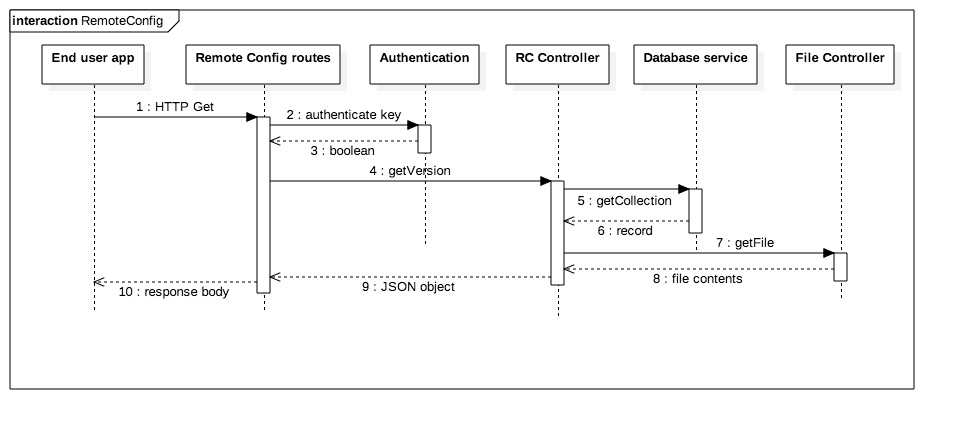 interaction RemoteConfig
End user app
Remote Config routes
Authentication
RC Controller
Database service
File Controller
1 : HTTP Get
2 : authenticate key
3 : boolean
4 : getVersion
5 : getCollection
6 : record
7 : getFile
8 : file contents
9 : JSON object
10 : response body